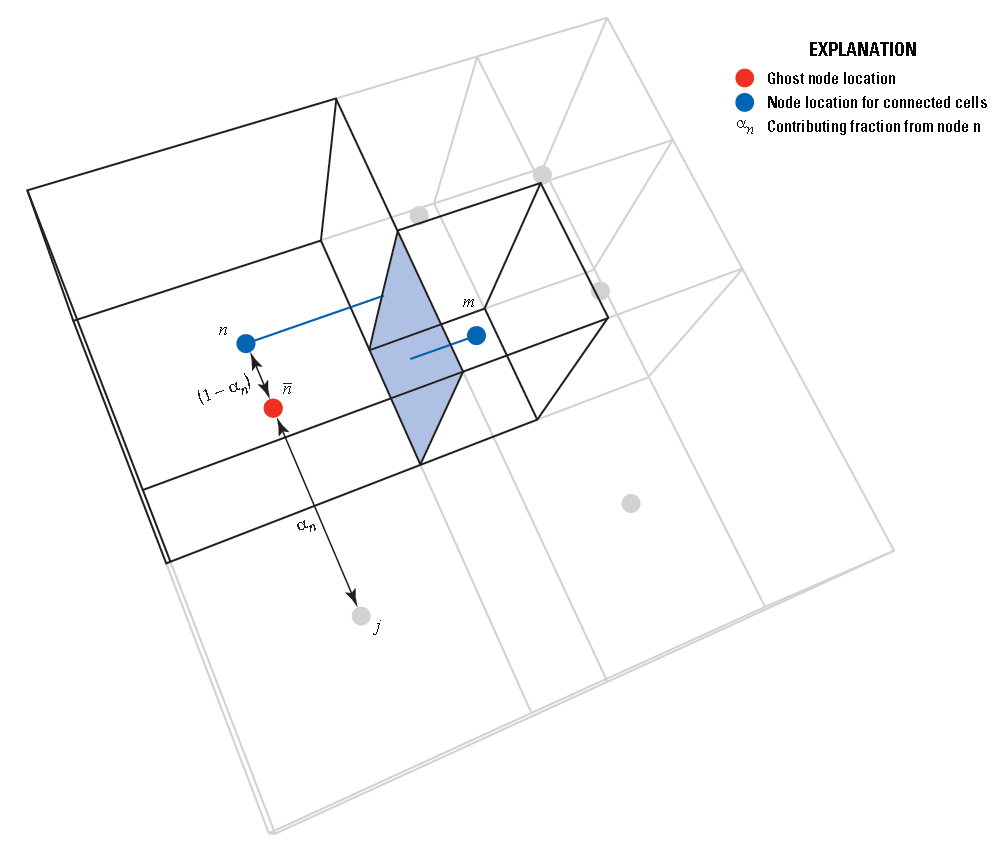 EXPLANATION
Ghost node location
Node location for connected cells
αn Contributing fraction from node n
m
n
n̅
(1 – αn)
αn
j